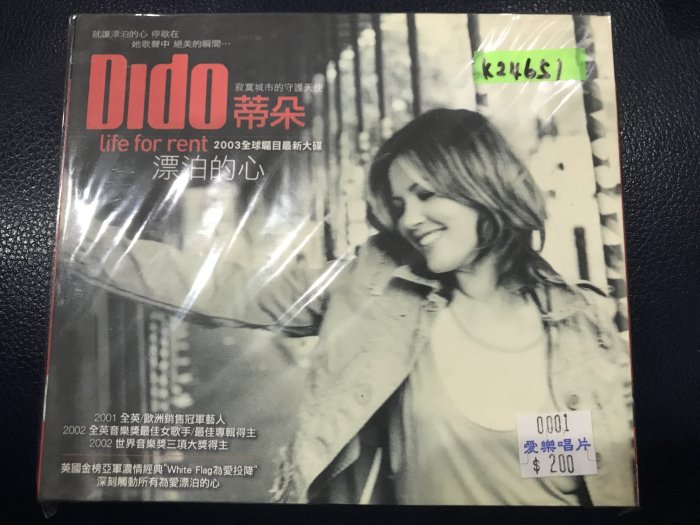 就讓漂泊的心 停歇在
她歌聲中 絕美的瞬間…
DIDO
寂寞城市的守護天使
蒂朵
life for rent
2003全球矚目最新大碟
漂泊的心
K24651
2001 全英/歐洲銷售冠軍藝人
2002 全英音樂獎最佳女歌手/最佳專輯得主
2002 世界音樂獎三項大獎得主
英國金榜亞軍濃情經典"White Flag為愛投降"
深刻觸動所有為愛漂泊的心
0001
愛樂唱片
$ 200